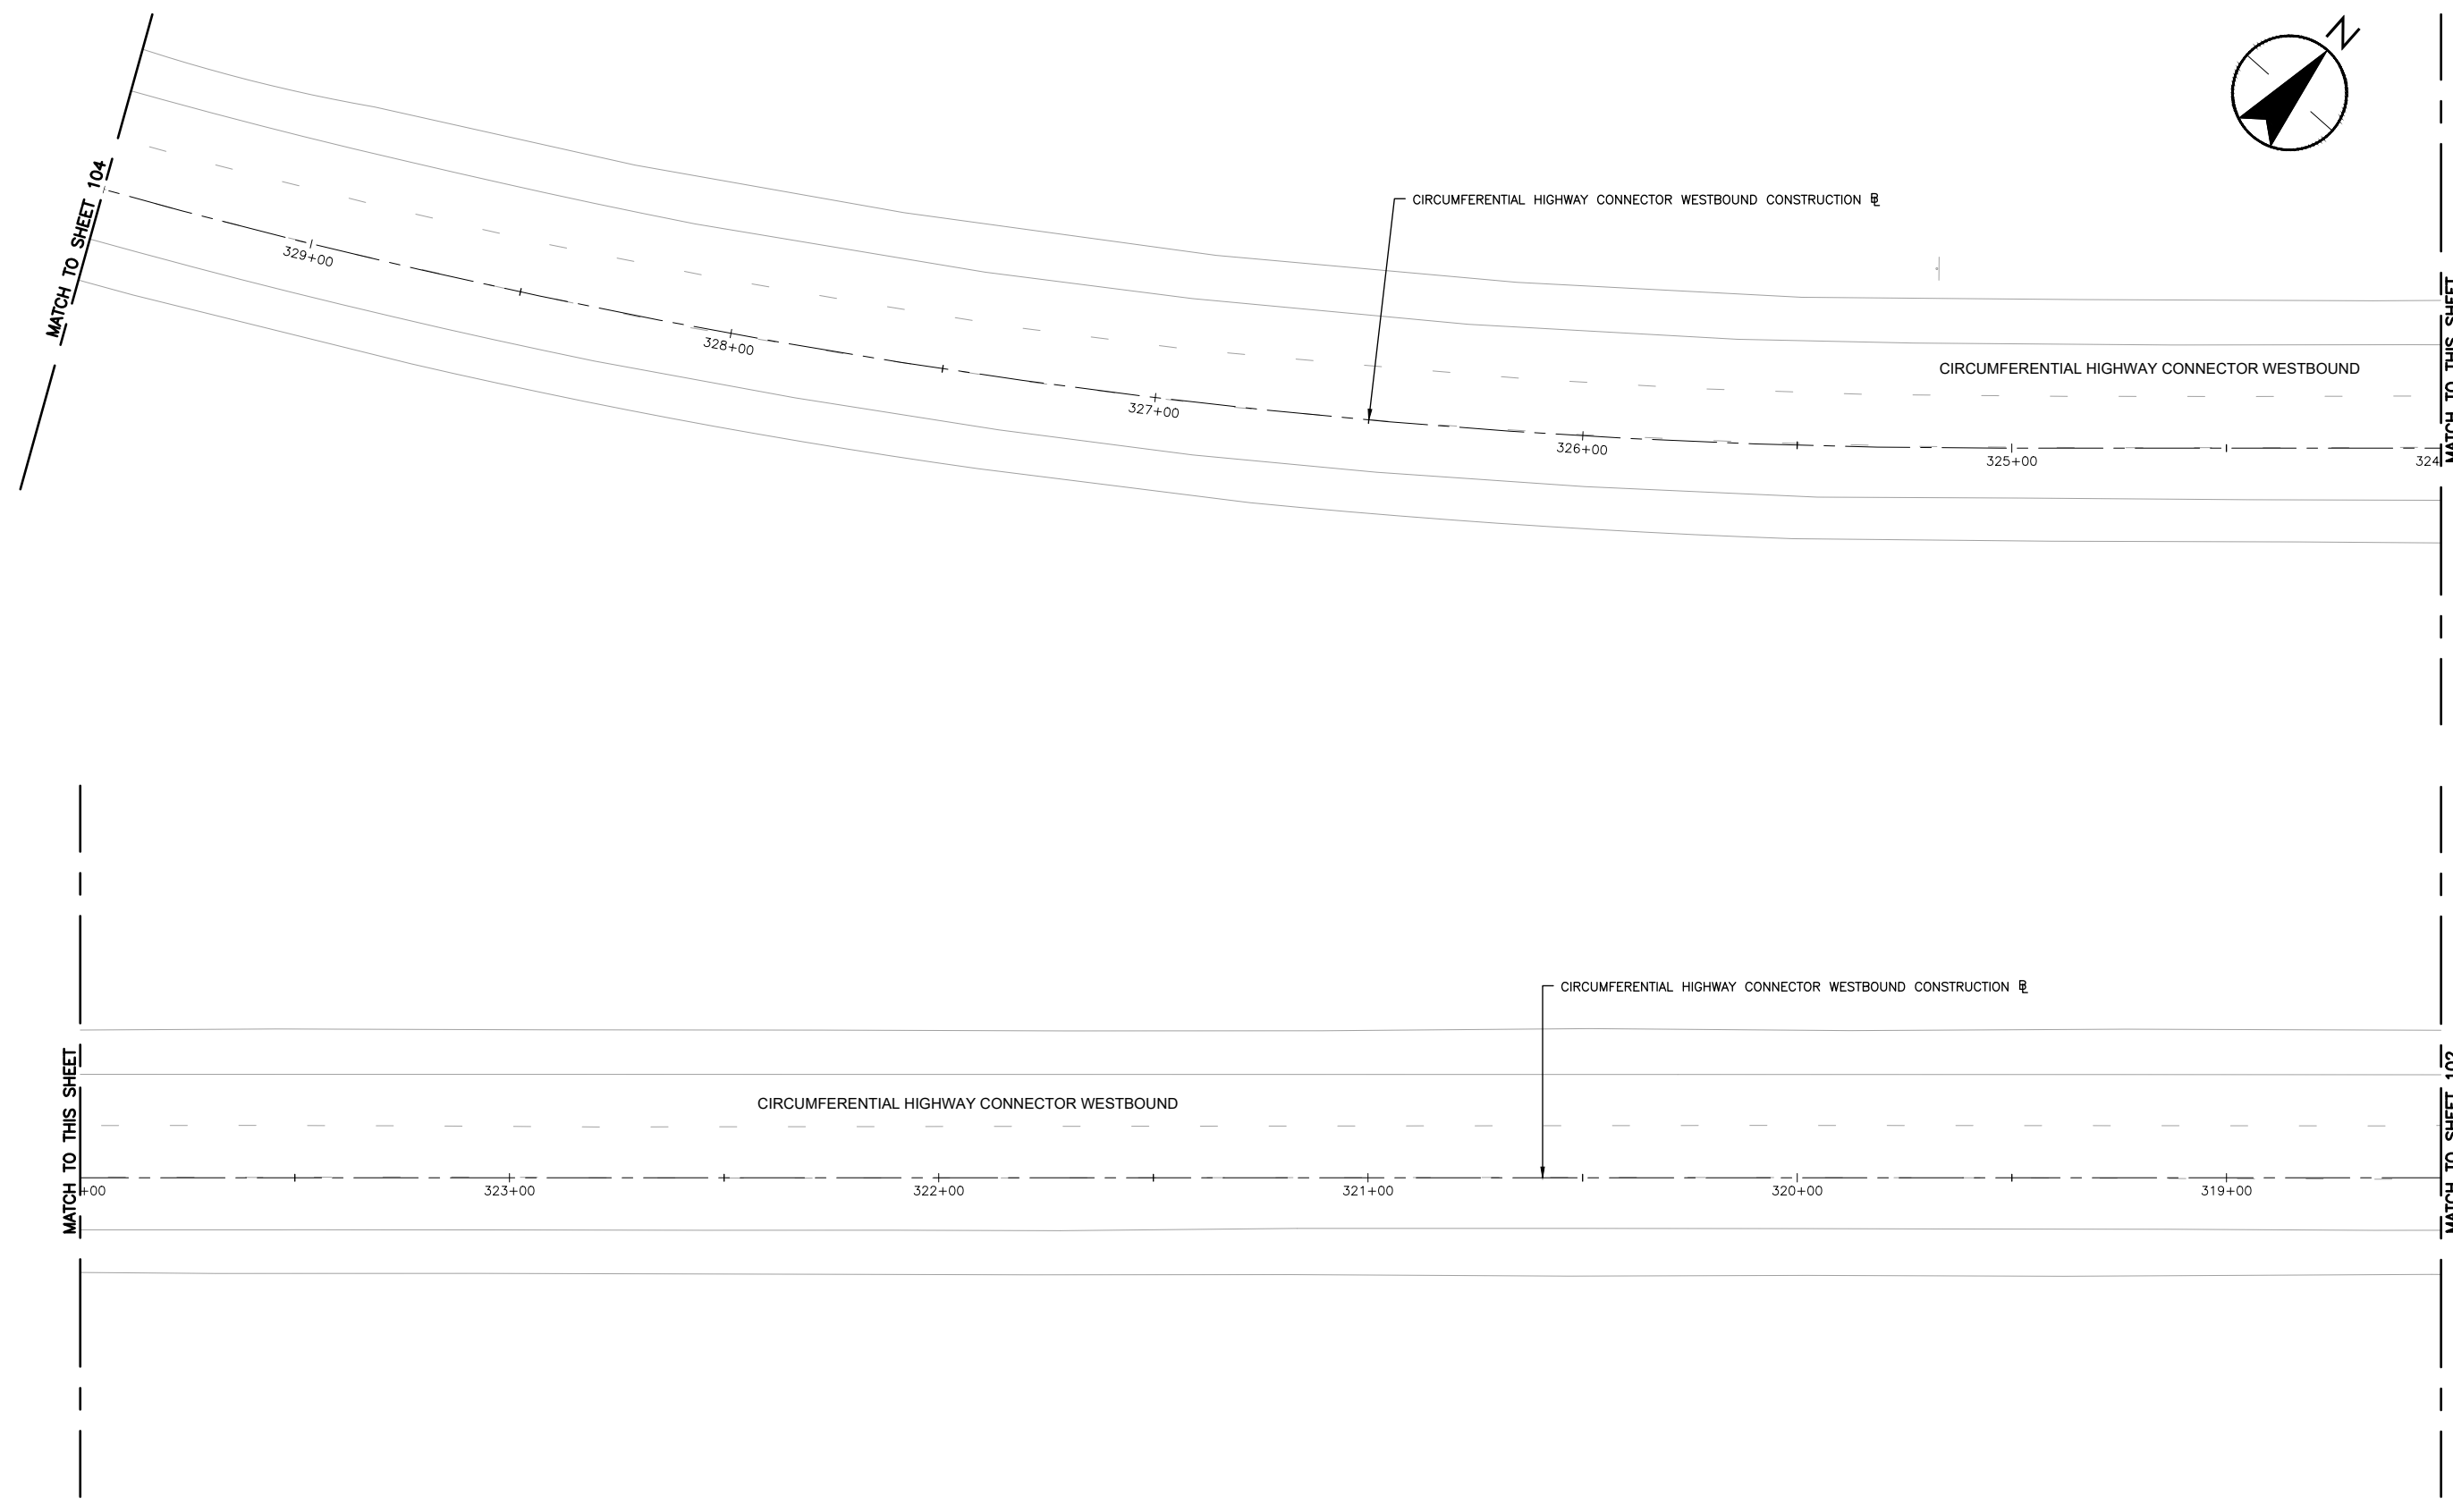 N
MATCH TO SHEET 104
CIRCUMFERENTIAL HIGHWAY CONNECTOR WESTBOUND CONSTRUCTION ⅊
329+00
328+00
327+00
326+00
325+00
324
CIRCUMFERENTIAL HIGHWAY CONNECTOR WESTBOUND
MATCH TO THIS SHEET
MATCH TO THIS SHEET
CIRCUMFERENTIAL HIGHWAY CONNECTOR WESTBOUND CONSTRUCTION ⅊
CIRCUMFERENTIAL HIGHWAY CONNECTOR WESTBOUND
+00
323+00
322+00
321+00
320+00
319+00
MATCH TO SHEET 102